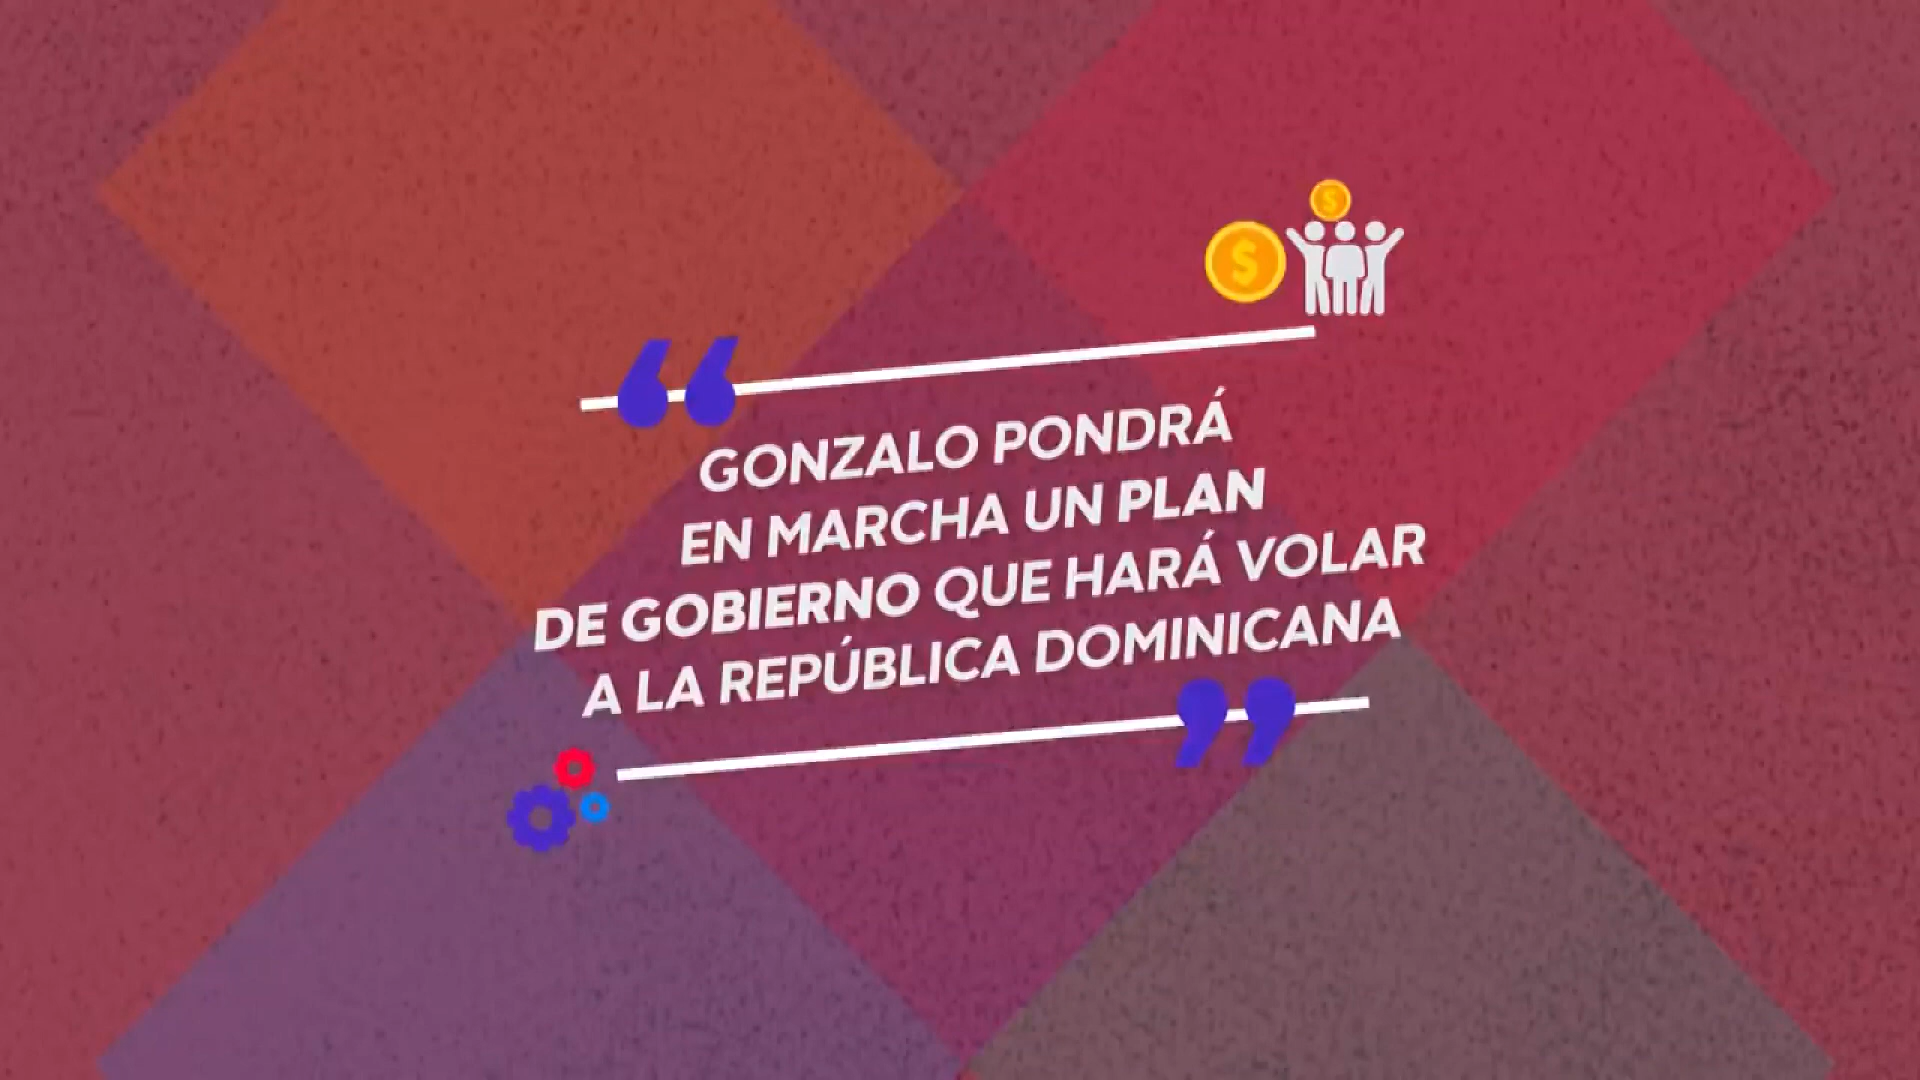 “
GONZALO PONDRÁ
EN MARCHA UN PLAN
DE GOBIERNO QUE HARÁ VOLAR
A LA REPÚBLICA DOMINICANA
”